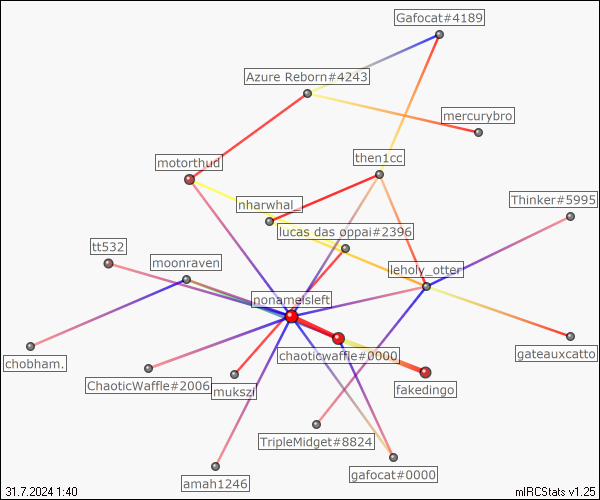 Gafocat#4189
Azure Reborn#4243
mercurybro
motorthud
then1cc
nharwhal_
Thinker#5995
lucas das oppai#2396
tt532
moonraven
leholy_otter
nonameisleft
chaoticwaffle#0000
gateauxcatto
chobham.
ChaoticWaffle#2006
mukszi
fakedingo
TripleMidget#8824
amah1246
gafocat#0000
31.7.2024 1:40
mIRCStats v1.25